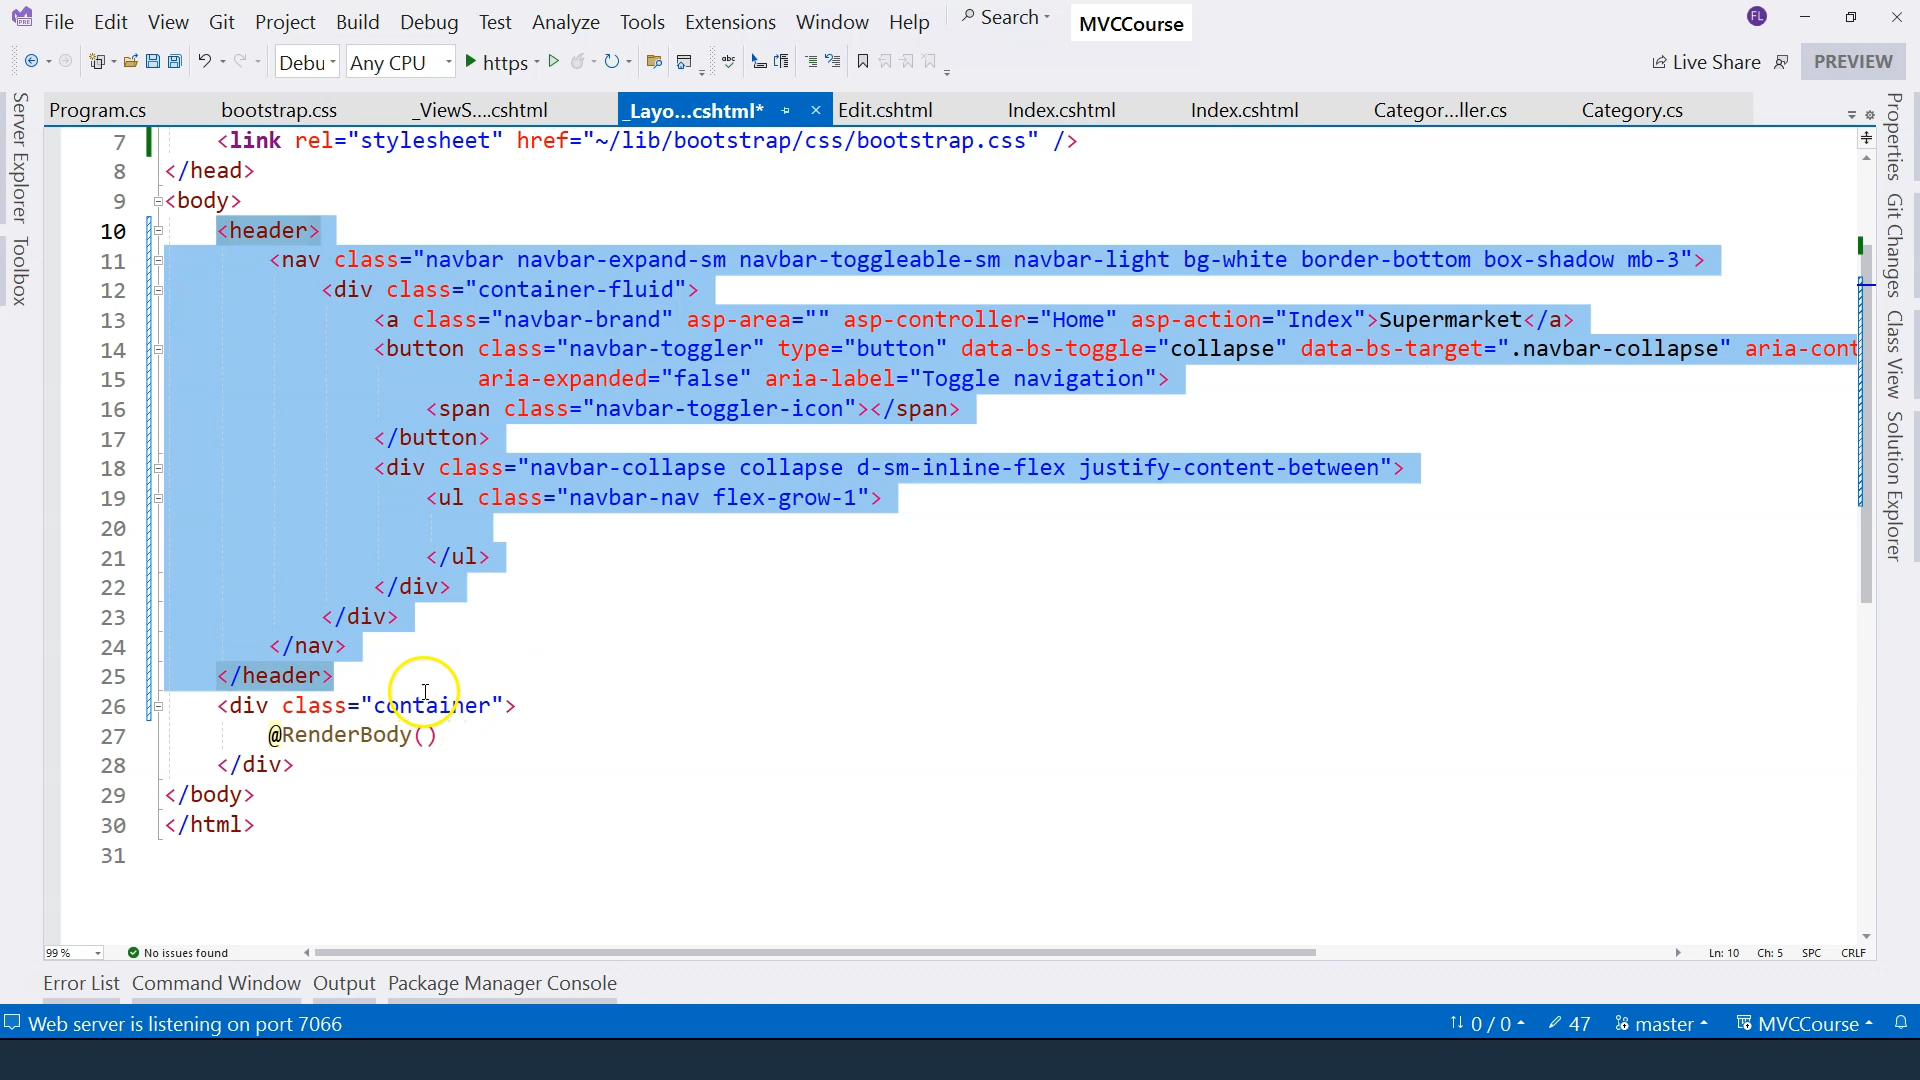 File Edit View Git Project Build Debug Test Analyze Tools Extensions Window Help Search MVCCourse FL
Debu Any CPU https Live Share PREVIEW
Program.cs bootstrap.css _ViewS....cshtml _Layo...cshtml* Edit.cshtml Index.cshtml Index.cshtml Categor...ller.cs Category.cs
Server Explorer
Toolbox
7 <link rel="stylesheet" href="~/lib/bootstrap/css/bootstrap.css" />
8 </head>
9 <body>
10 <header>
11 <nav class="navbar navbar-expand-sm navbar-toggleable-sm navbar-light bg-white border-bottom box-shadow mb-3">
12 <div class="container-fluid">
13 <a class="navbar-brand" asp-area="" asp-controller="Home" asp-action="Index">Supermarket</a>
14 <button class="navbar-toggler" type="button" data-bs-toggle="collapse" data-bs-target=".navbar-collapse" aria-cont
15 aria-expanded="false" aria-label="Toggle navigation">
16 <span class="navbar-toggler-icon"></span>
17 </button>
18 <div class="navbar-collapse collapse d-sm-inline-flex justify-content-between">
19 <ul class="navbar-nav flex-grow-1">
20
21 </ul>
22 </div>
23 </div>
24 </nav>
25 </header>
26 <div class="container">
27 @RenderBody()
28 </div>
29 </body>
30 </html>
31
Properties
Git Changes
Class View
Solution Explorer
99 % No issues found Ln: 10 Ch: 5 SPC CRLF
Error List Command Window Output Package Manager Console
Web server is listening on port 7066 0 / 0 47 master MVCCourse